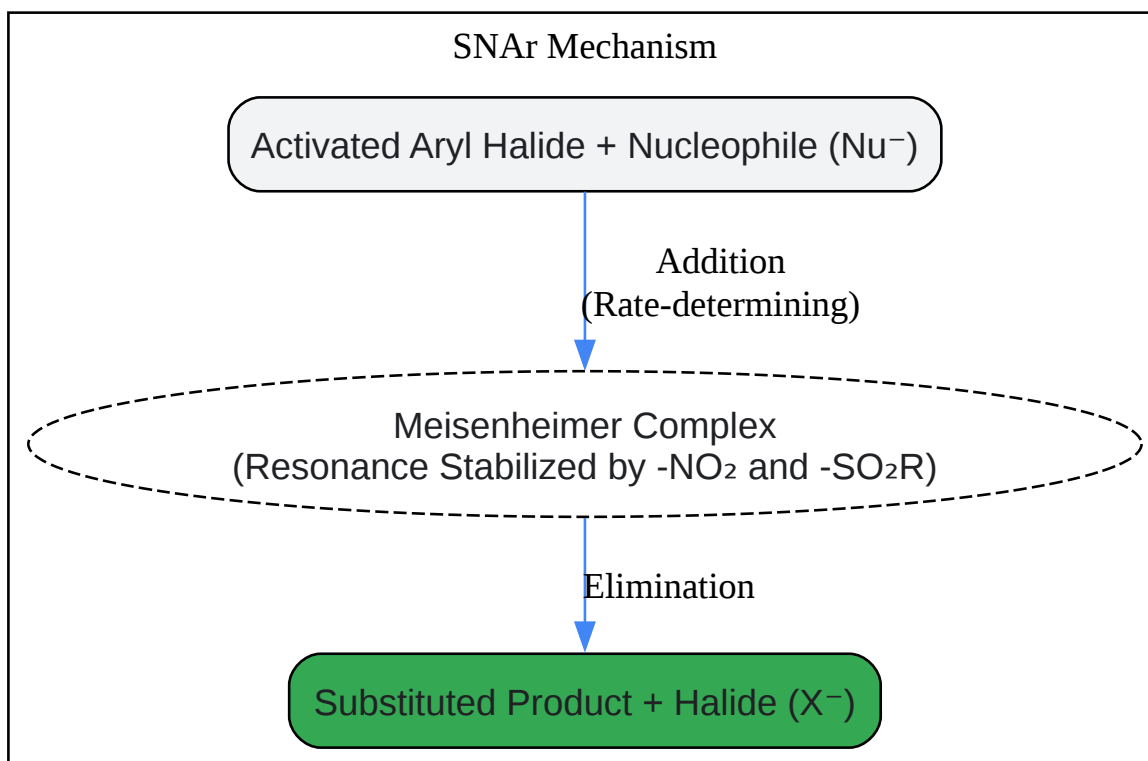 SNAr Mechanism
Activated Aryl Halide + Nucleophile (Nu⁻)
Addition
(Rate-determining)
Meisenheimer Complex
(Resonance Stabilized by -NO₂ and -SO₂R)
Elimination
Substituted Product + Halide (X⁻)